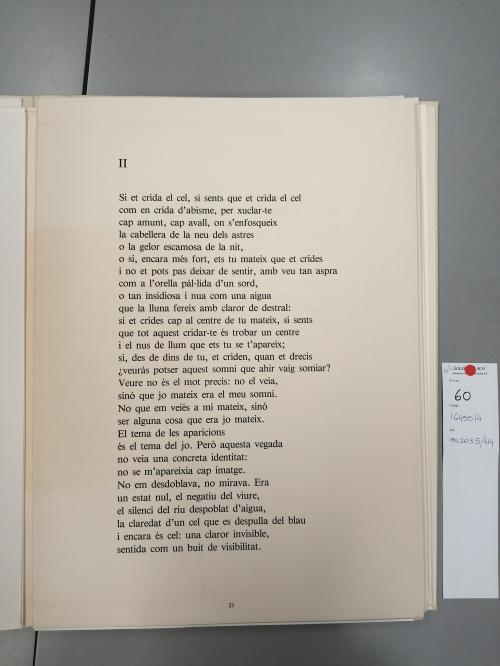 II
Si et crida el cel, si sents que et crida el cel
com en crida d'abisme, per xuclar-te
cap amunt, cap avall, on s'enfosqueix
la cabellera de la neu dels astres
o la gelor escamosa de la nit,
o si, encara més fort, ets tu mateix que et crides
i no et pots pas deixar de sentir, amb veu tan aspra
com a l'orella pàl·lida d'un sord,
o tan insidiosa i nua com una aigua
que la lluna fereix amb claror de destral:
si et crides cap al centre de tu mateix, si sents
que tot aquest cridar-te és trobar un centre
i el nus de llum que ets tu se t'apareix;
si, des de dins de tu, et criden, quan et drecis
¿veuràs potser aquest somni que ahir vaig somiar?
Veure no és el mot precís: no el veia,
sinó que jo mateix era el meu somni.
No que em veiés a mi mateix, sinó
ser alguna cosa que era jo mateix.
El tema de les aparicions
és el tema del jo. Però aquesta vegada
no veia una concreta identitat:
no se m'apareixia cap imatge.
No em desdoblava, no mirava. Era
un estat nul, el negatiu del viure,
el silenci del riu despoblat d'aigua,
la claredat d'un cel que es despulla del blau
i encara és cel: una claror invisible,
sentida com un buit de visibilitat.
21
60